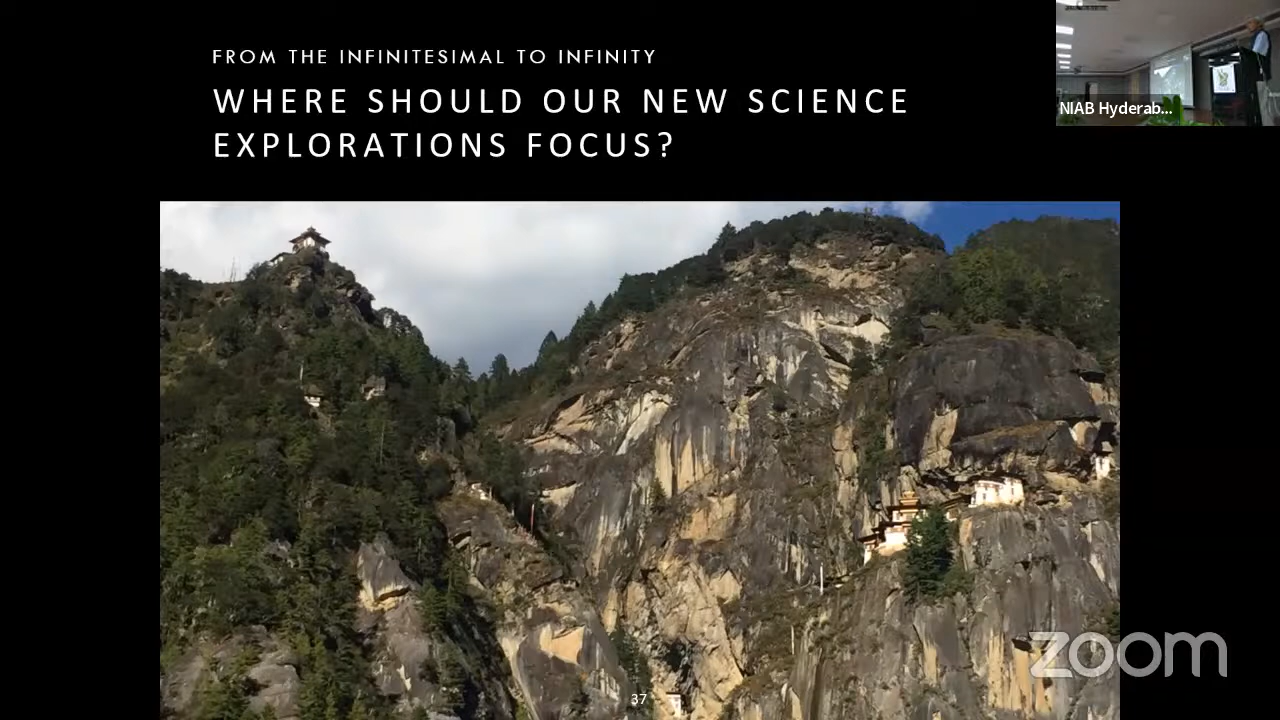 FROM THE INFINITESIMAL TO INFINITY
WHERE SHOULD OUR NEW SCIENCE
EXPLORATIONS FOCUS?
NIAB Hyderab...
zoom
37